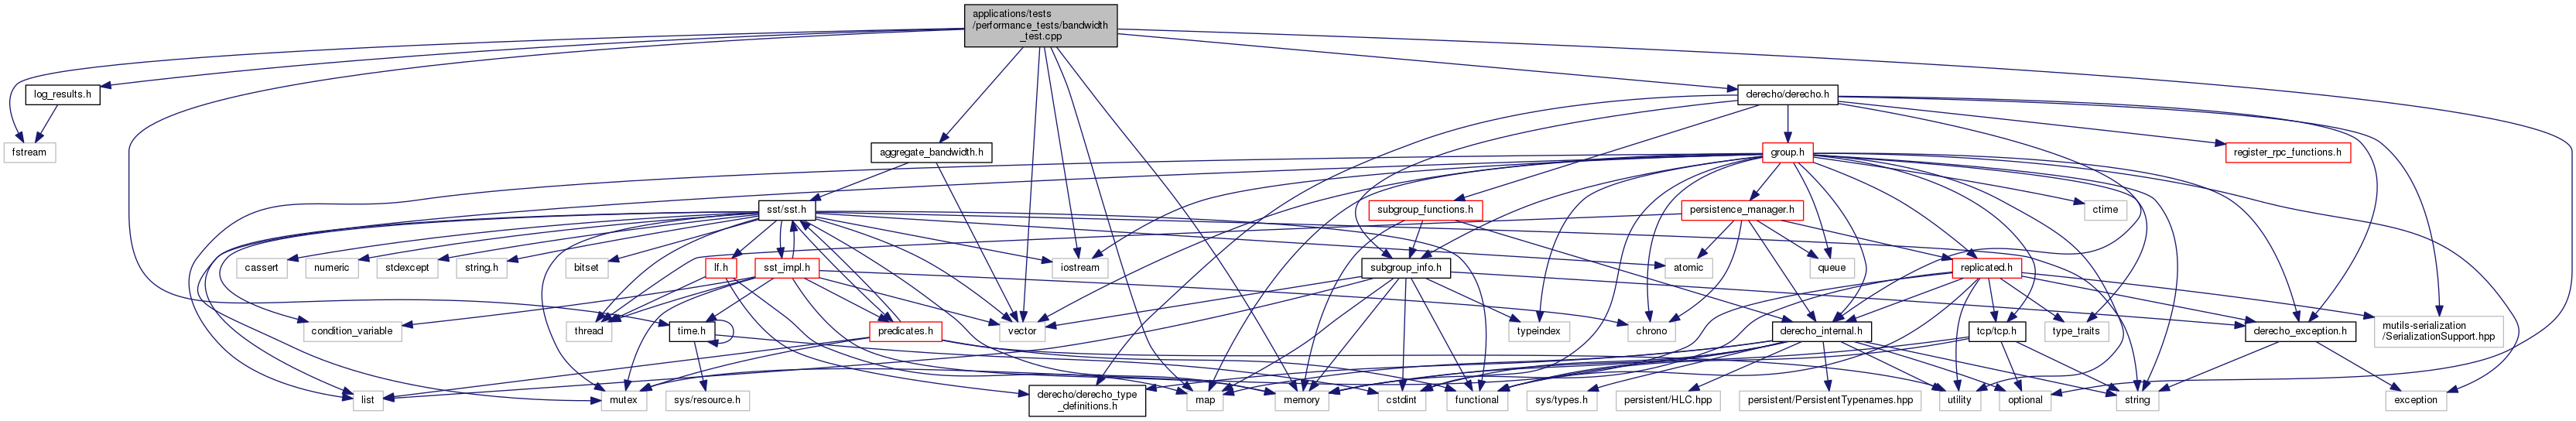 applications/tests
/performance_tests/bandwidth
_test.cpp
log_results.h
derecho/derecho.h
fstream
aggregate_bandwidth.h
group.h
register_rpc_functions.h
sst/sst.h
subgroup_functions.h
persistence_manager.h
ctime
cassert
numeric
stdexcept
string.h
bitset
lf.h
sst_impl.h
iostream
subgroup_info.h
atomic
queue
replicated.h
condition_variable
thread
time.h
predicates.h
vector
typeindex
chrono
derecho_internal.h
tcp/tcp.h
type_traits
derecho_exception.h
mutils-serialization
/SerializationSupport.hpp
list
mutex
sys/resource.h
derecho/derecho_type
_definitions.h
map
memory
cstdint
functional
sys/types.h
persistent/HLC.hpp
persistent/PersistentTypenames.hpp
utility
optional
string
exception